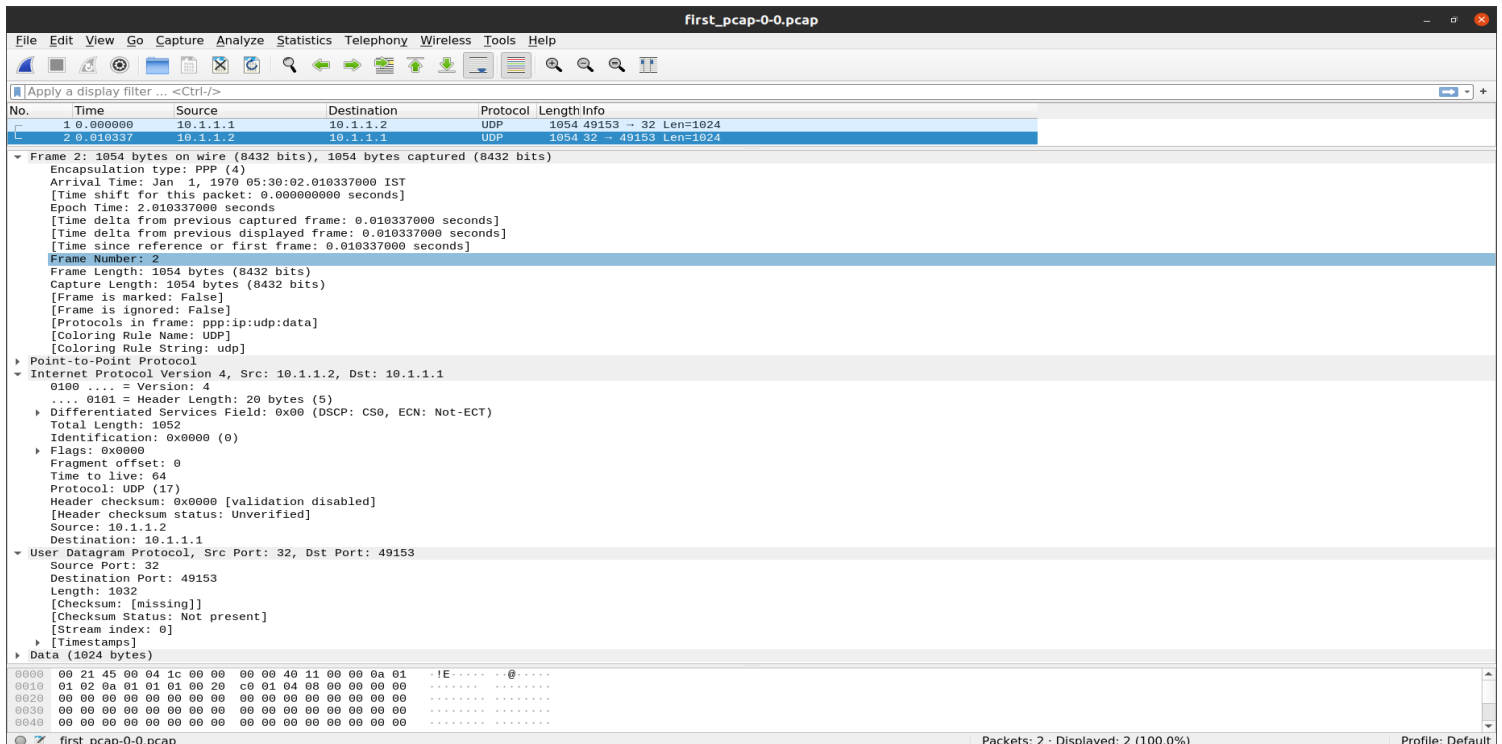 first_pcap-0-0.pcap
File Edit View Go Capture Analyze Statistics Telephony Wireless Tools Help
Apply a display filter ... <Ctrl-/>
No. Time Source Destination Protocol Length Info
1 0.000000 10.1.1.1 10.1.1.2 UDP 1054 49153 → 32 Len=1024
2 0.010337 10.1.1.2 10.1.1.1 UDP 1054 32 → 49153 Len=1024
Frame 2: 1054 bytes on wire (8432 bits), 1054 bytes captured (8432 bits)
Encapsulation type: PPP (4)
Arrival Time: Jan 1, 1970 05:30:02.010337000 IST
[Time shift for this packet: 0.000000000 seconds]
Epoch Time: 2.010337000 seconds
[Time delta from previous captured frame: 0.010337000 seconds]
[Time delta from previous displayed frame: 0.010337000 seconds]
[Time since reference or first frame: 0.010337000 seconds]
Frame Number: 2
Frame Length: 1054 bytes (8432 bits)
Capture Length: 1054 bytes (8432 bits)
[Frame is marked: False]
[Frame is ignored: False]
[Protocols in frame: ppp:ip:udp:data]
[Coloring Rule Name: UDP]
[Coloring Rule String: udp]
Point-to-Point Protocol
Internet Protocol Version 4, Src: 10.1.1.2, Dst: 10.1.1.1
0100 .... = Version: 4
.... 0101 = Header Length: 20 bytes (5)
Differentiated Services Field: 0x00 (DSCP: CS0, ECN: Not-ECT)
Total Length: 1052
Identification: 0x0000 (0)
Flags: 0x0000
Fragment offset: 0
Time to live: 64
Protocol: UDP (17)
Header checksum: 0x0000 [validation disabled]
[Header checksum status: Unverified]
Source: 10.1.1.2
Destination: 10.1.1.1
User Datagram Protocol, Src Port: 32, Dst Port: 49153
Source Port: 32
Destination Port: 49153
Length: 1032
[Checksum: [missing]]
[Checksum Status: Not present]
[Stream index: 0]
[Timestamps]
Data (1024 bytes)
0000 00 21 45 00 04 1c 00 00 00 00 40 11 00 00 0a 01 ·!E····· ··@·····
0010 01 02 0a 01 01 01 00 20 c0 01 04 08 00 00 00 00 ······· ········
0020 00 00 00 00 00 00 00 00 00 00 00 00 00 00 00 00 ········ ········
0030 00 00 00 00 00 00 00 00 00 00 00 00 00 00 00 00 ········ ········
0040 00 00 00 00 00 00 00 00 00 00 00 00 00 00 00 00 ········ ········
first_pcap-0-0.pcap Packets: 2 · Displayed: 2 (100.0%) Profile: Default